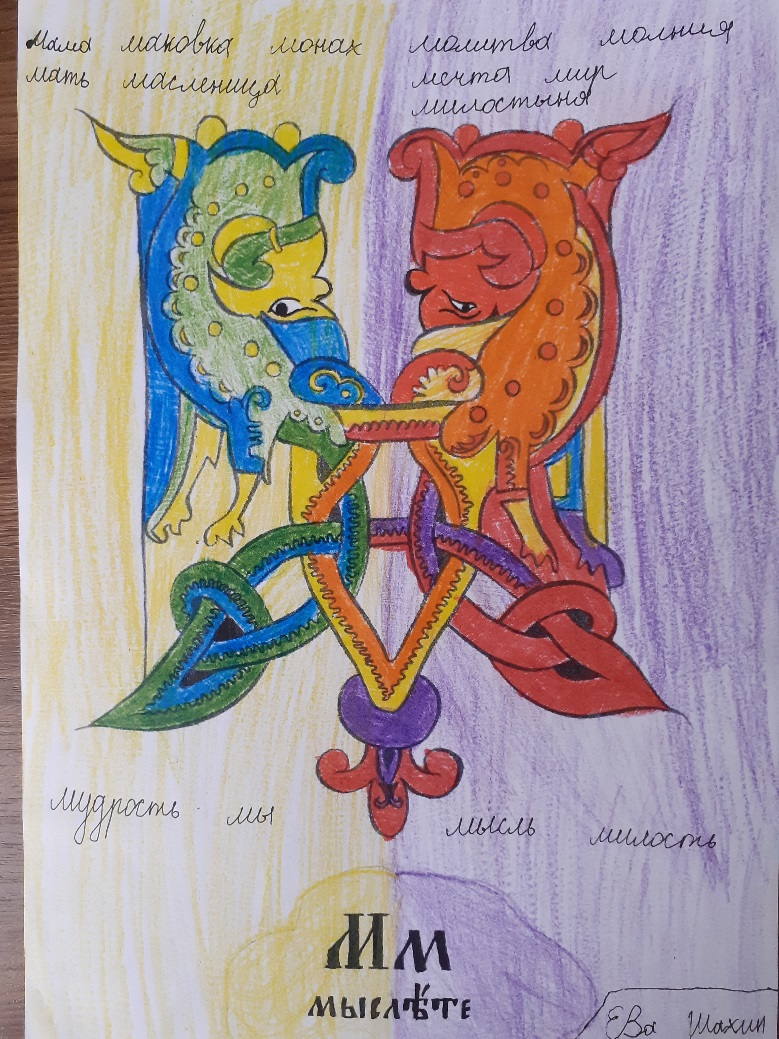 Мама маковка монах молитва молния
мать масленица мечта мир
милостыня
мудрость мы мысль милость
Мм
мыслѣте
Ева Шахин